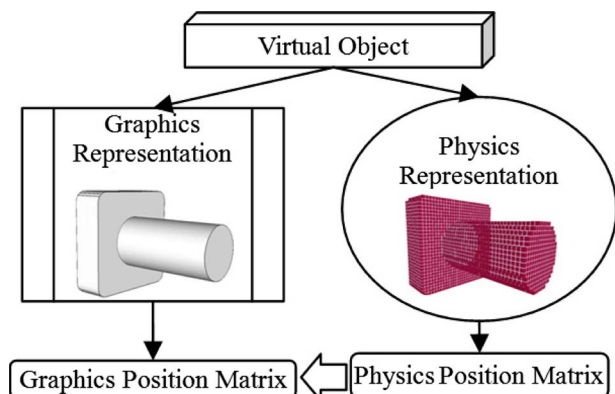 Virtual Object
Graphics
Representation
Physics
Representation
Graphics Position Matrix
Physics Position Matrix